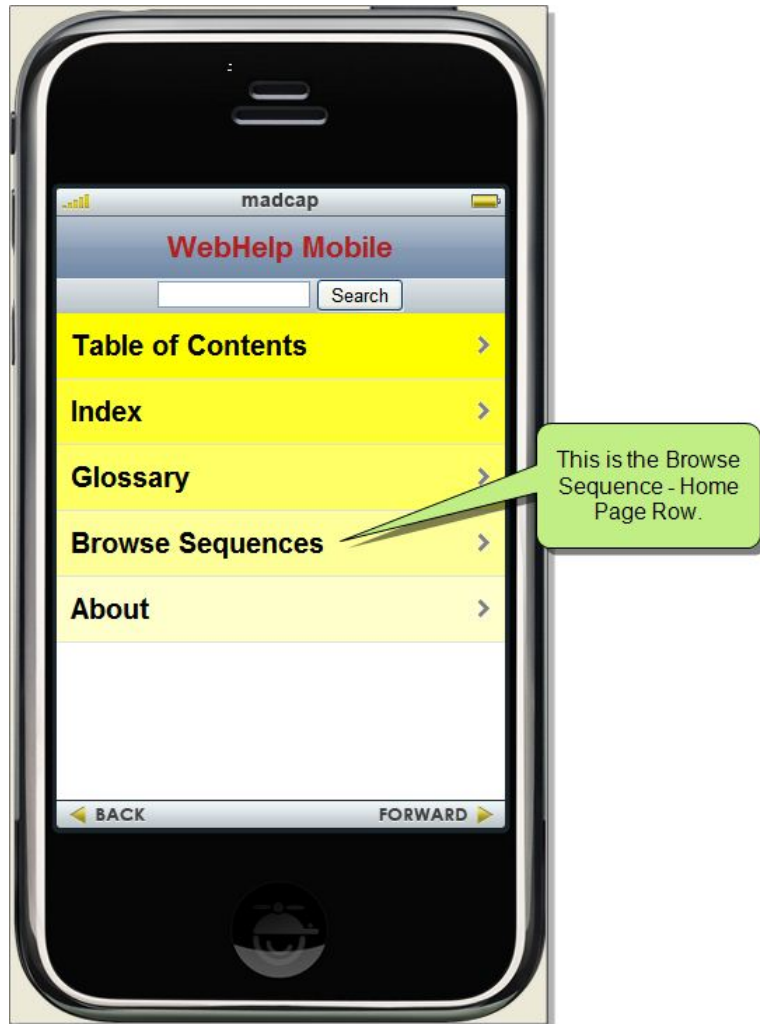 madcap
WebHelp Mobile
Search
Table of Contents
Index
Glossary
Browse Sequences
About
This is the Browse
Sequence - Home
Page Row.
BACK
FORWARD